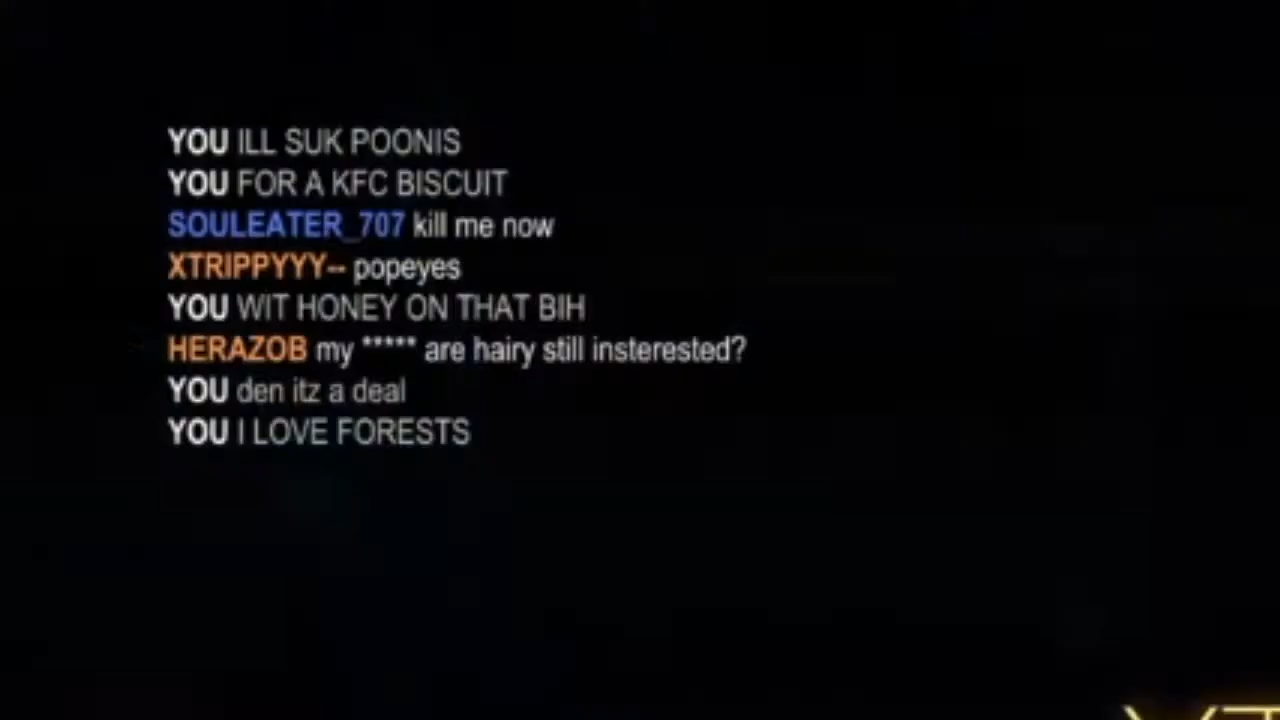 YOU ILL SUK POONIS
YOU FOR A KFC BISCUIT
SOULEATER_707 kill me now
XTRIPPYYY-- popeyes
YOU WIT HONEY ON THAT BIH
HERAZOB my ***** are hairy still insterested?
YOU den itz a deal
YOU I LOVE FORESTS